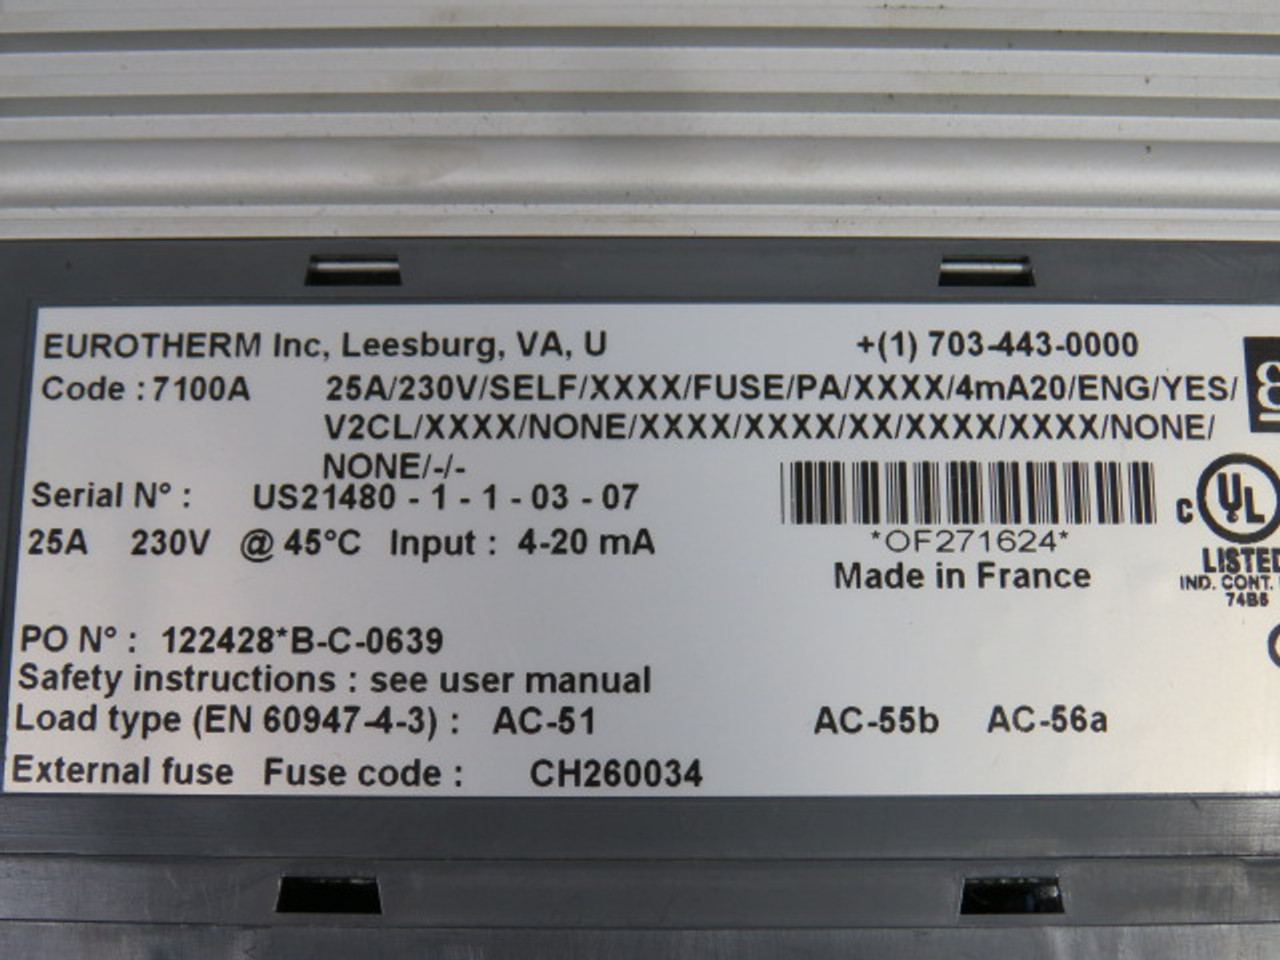 EUROTHERM Inc, Leesburg, VA, U +(1) 703-443-0000
Code : 7100A 25A/230V/SELF/XXXX/FUSE/PA/XXXX/4mA20/ENG/YES/
V2CL/XXXX/NONE/XXXX/XXXX/XX/XXXX/XXXX/NONE/
NONE/-/-
Serial N° : US21480 - 1 - 1 - 03 - 07
25A 230V @ 45°C Input : 4-20 mA
*OF271624*
Made in France
C UL
LISTED
IND. CONT.
PO N° : 122428*B-C-0639
Safety instructions : see user manual
Load type (EN 60947-4-3) : AC-51 AC-55b AC-56a
External fuse Fuse code : CH260034